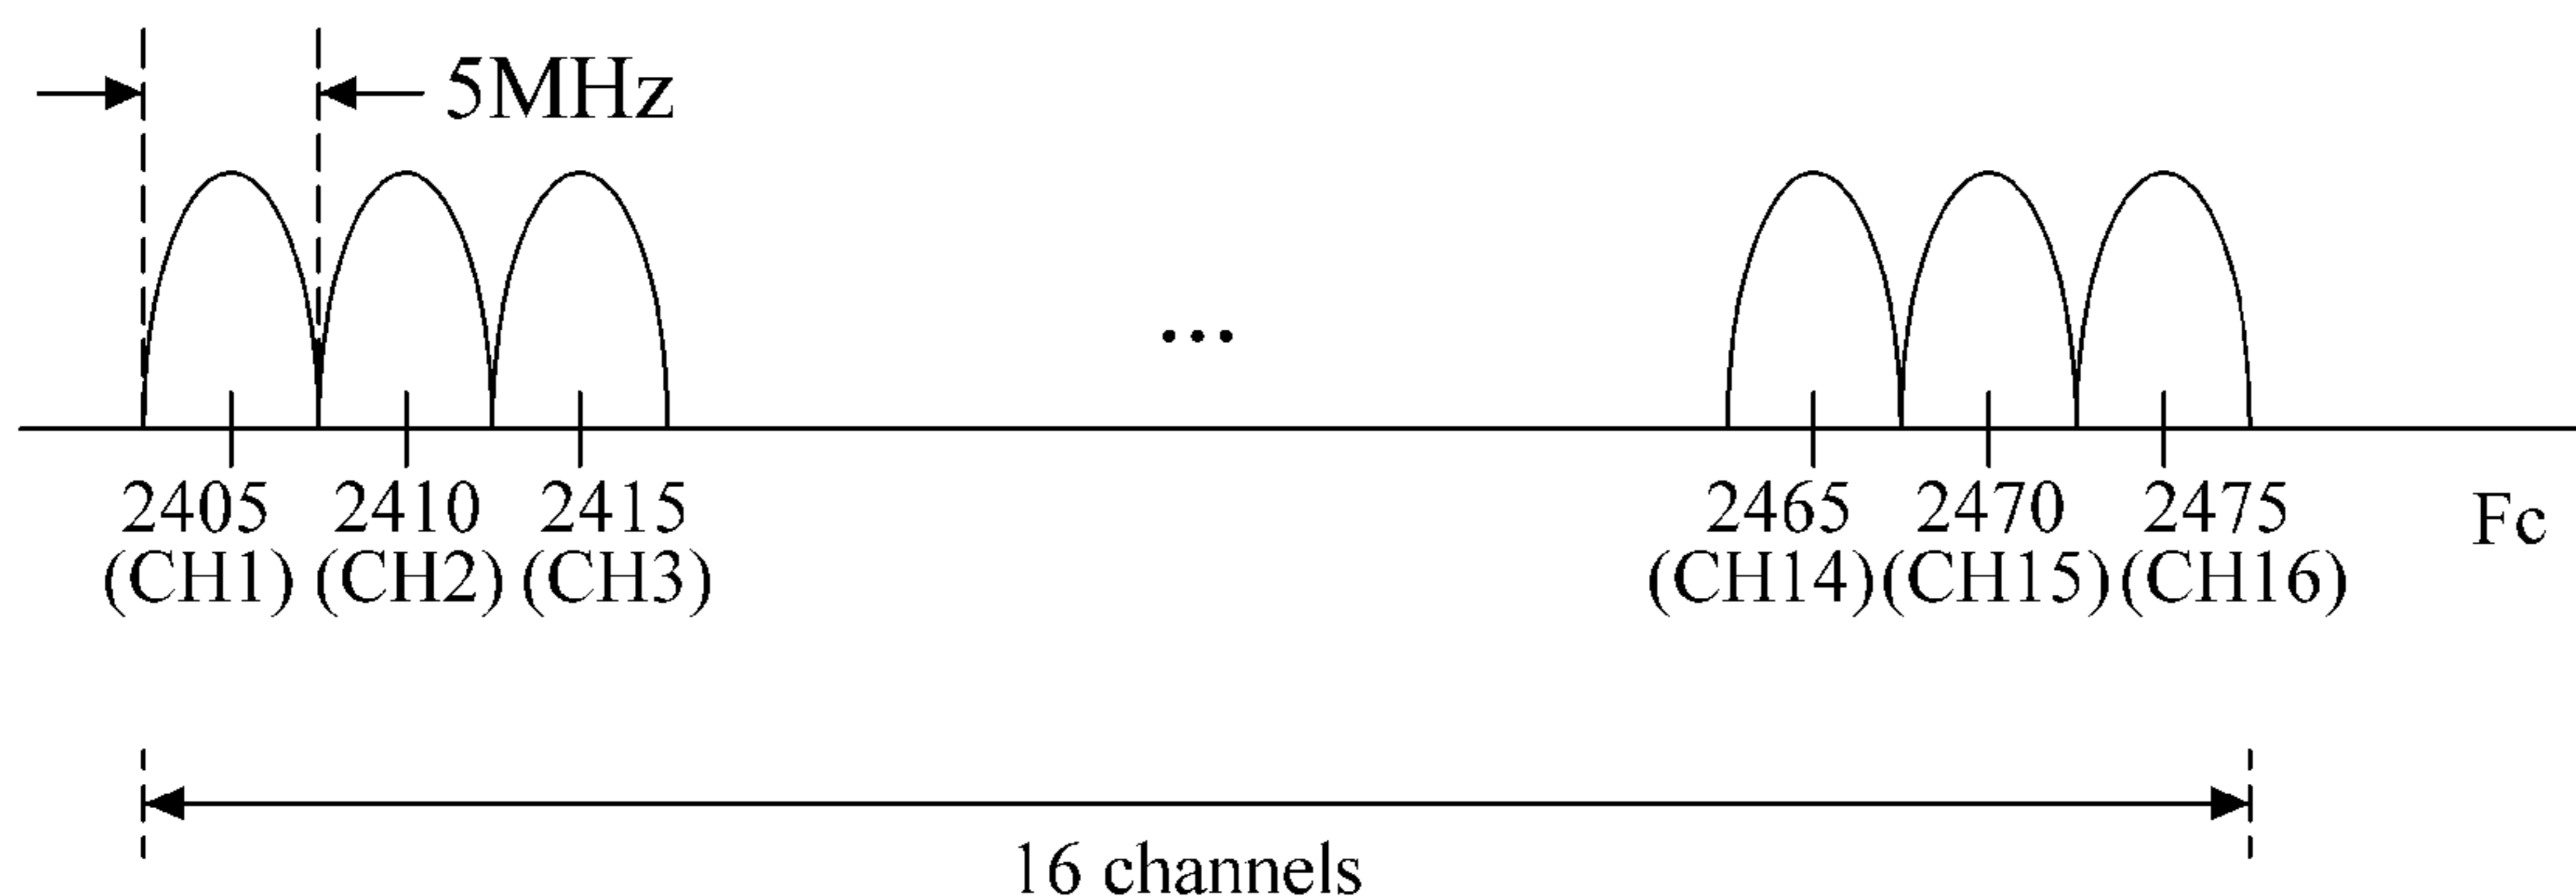 5MHz
...
2405 2410 2415 2465 2470 2475 Fc
(CH1) (CH2) (CH3) (CH14) (CH15) (CH16)
16 channels